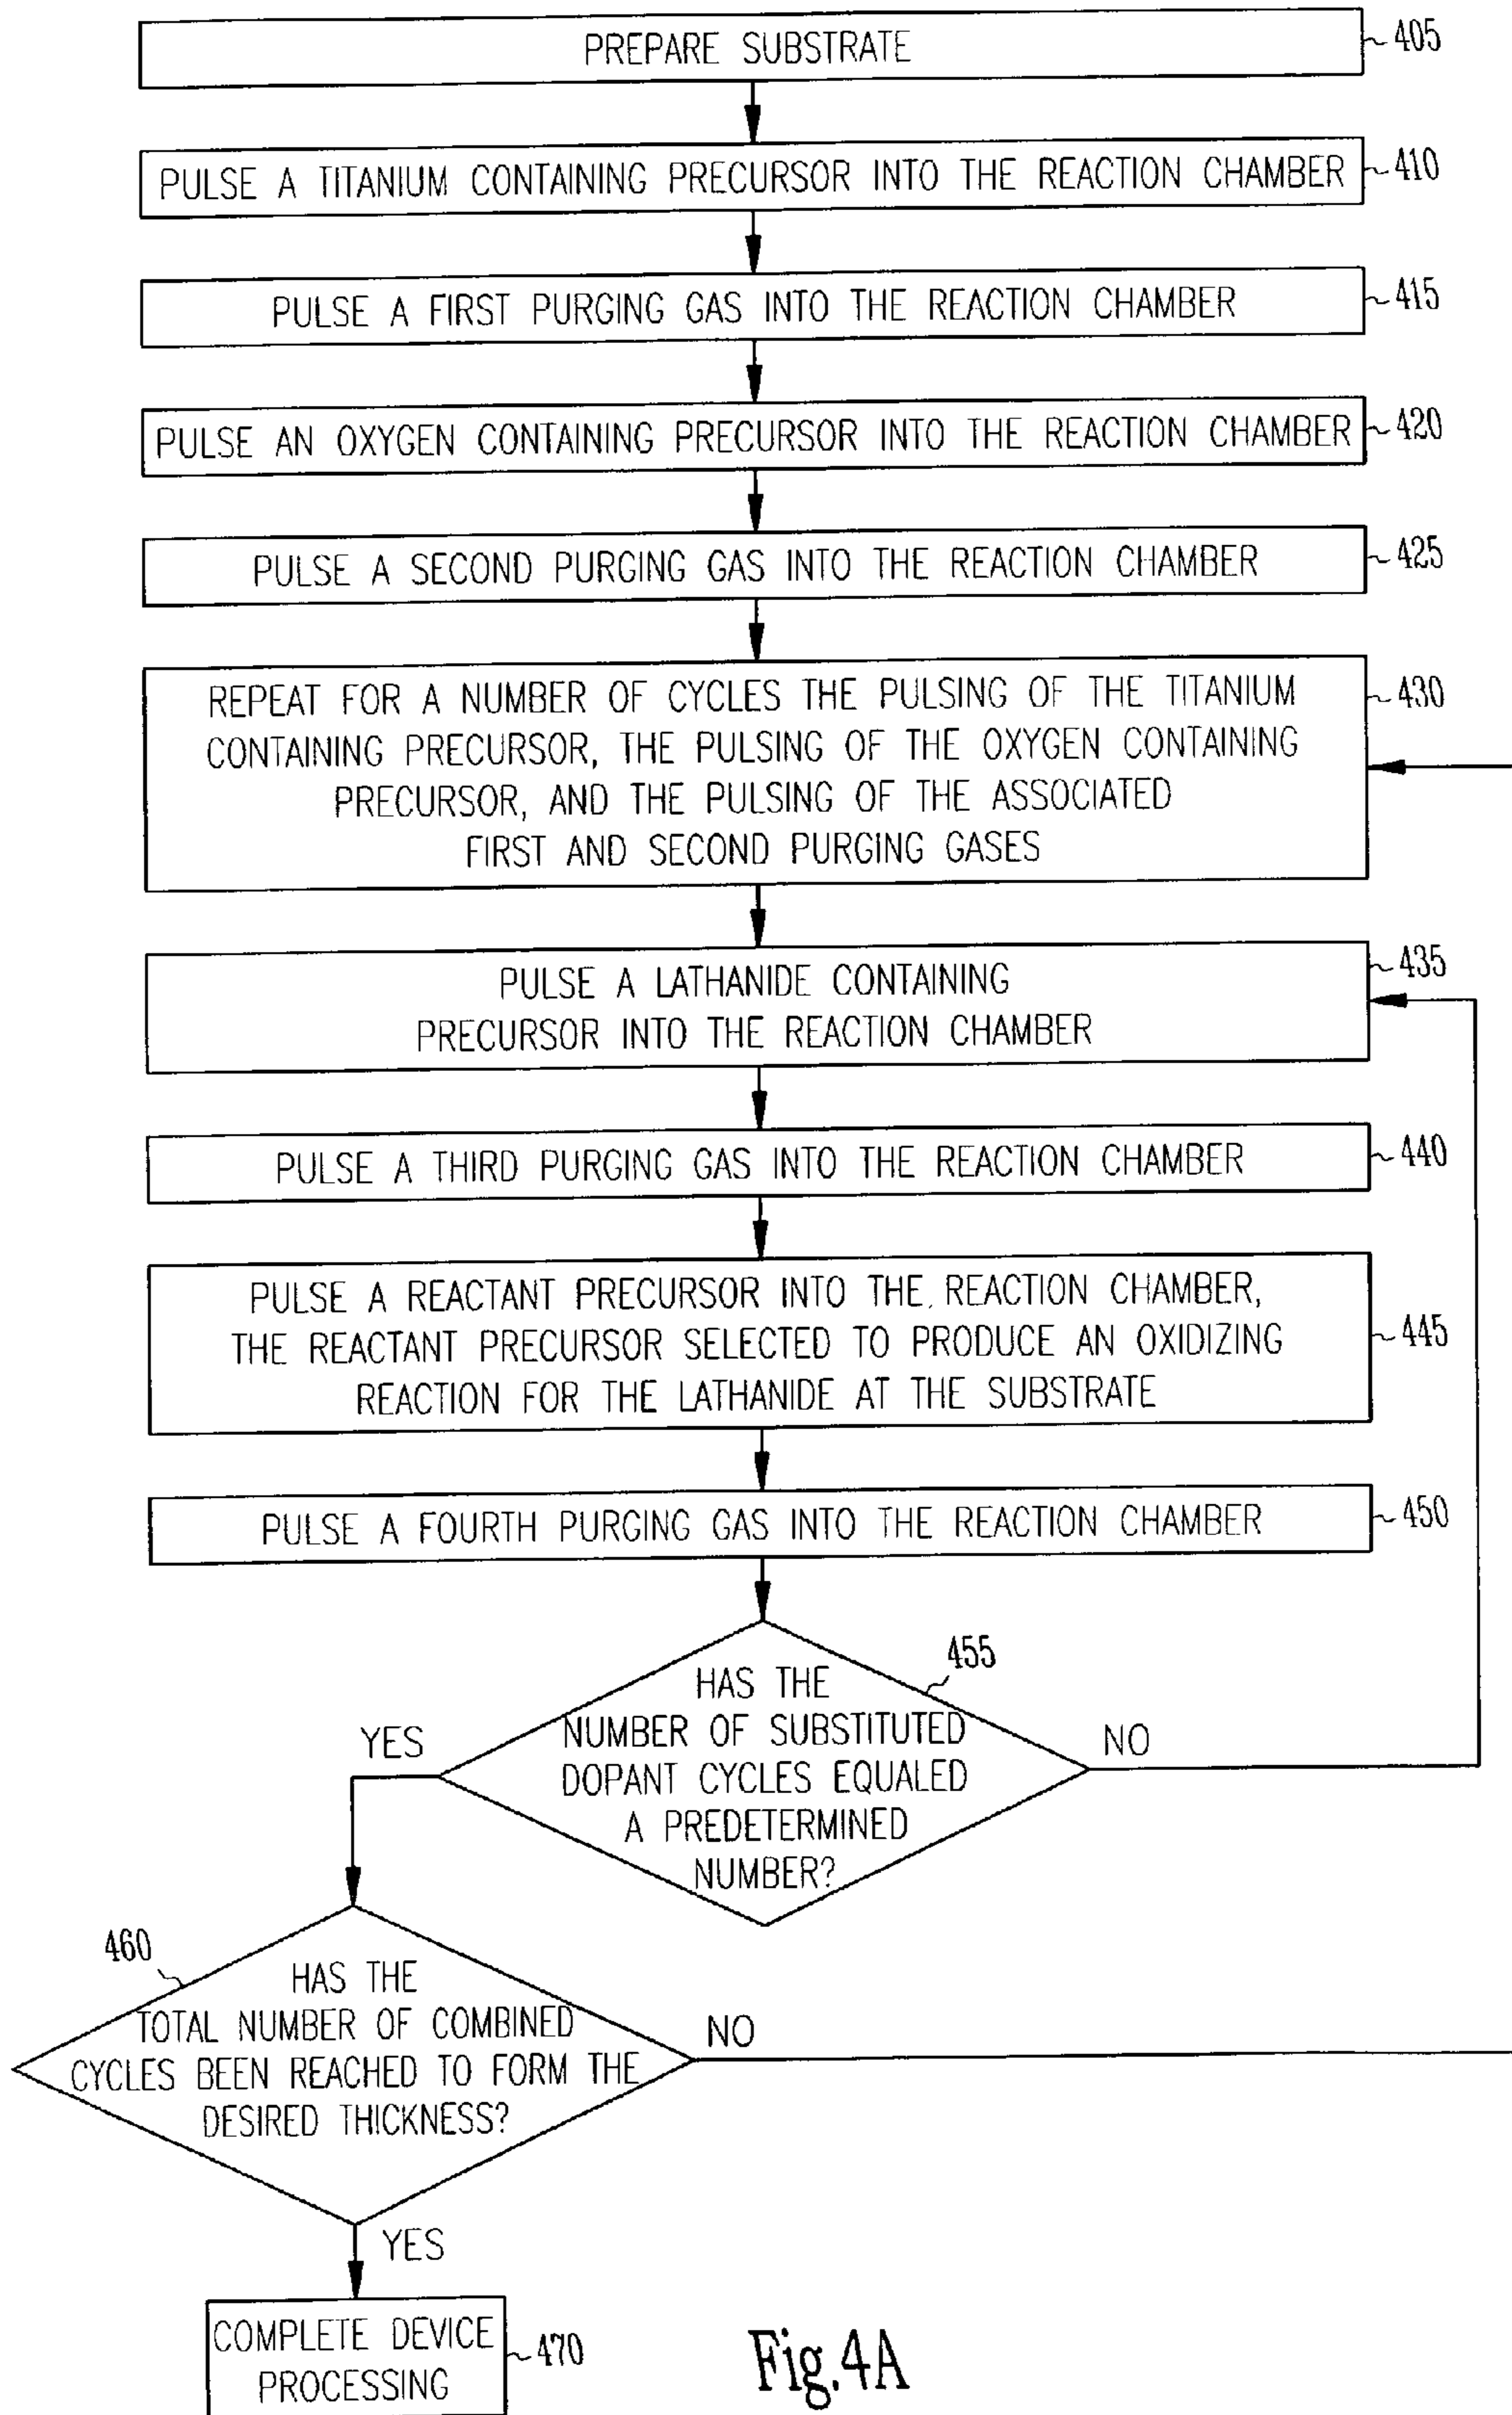 PREPARE SUBSTRATE
405
PULSE A TITANIUM CONTAINING PRECURSOR INTO THE REACTION CHAMBER
410
PULSE A FIRST PURGING GAS INTO THE REACTION CHAMBER
415
PULSE AN OXYGEN CONTAINING PRECURSOR INTO THE REACTION CHAMBER
420
PULSE A SECOND PURGING GAS INTO THE REACTION CHAMBER
425
REPEAT FOR A NUMBER OF CYCLES THE PULSING OF THE TITANIUM
CONTAINING PRECURSOR, THE PULSING OF THE OXYGEN CONTAINING
PRECURSOR, AND THE PULSING OF THE ASSOCIATED
FIRST AND SECOND PURGING GASES
430
PULSE A LATHANIDE CONTAINING
PRECURSOR INTO THE REACTION CHAMBER
435
PULSE A THIRD PURGING GAS INTO THE REACTION CHAMBER
440
PULSE A REACTANT PRECURSOR INTO THE REACTION CHAMBER,
THE REACTANT PRECURSOR SELECTED TO PRODUCE AN OXIDIZING
REACTION FOR THE LATHANIDE AT THE SUBSTRATE
445
PULSE A FOURTH PURGING GAS INTO THE REACTION CHAMBER
450
455
HAS THE
NUMBER OF SUBSTITUTED
DOPANT CYCLES EQUALED
A PREDETERMINED
NUMBER?
YES
NO
460
HAS THE
TOTAL NUMBER OF COMBINED
CYCLES BEEN REACHED TO FORM THE
DESIRED THICKNESS?
NO
YES
COMPLETE DEVICE
PROCESSING
470
Fig.4A